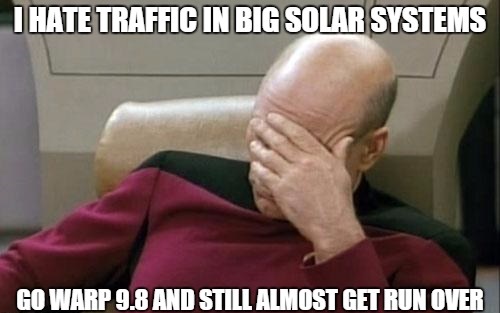 I HATE TRAFFIC IN BIG SOLAR SYSTEMS
GO WARP 9.8 AND STILL ALMOST GET RUN OVER